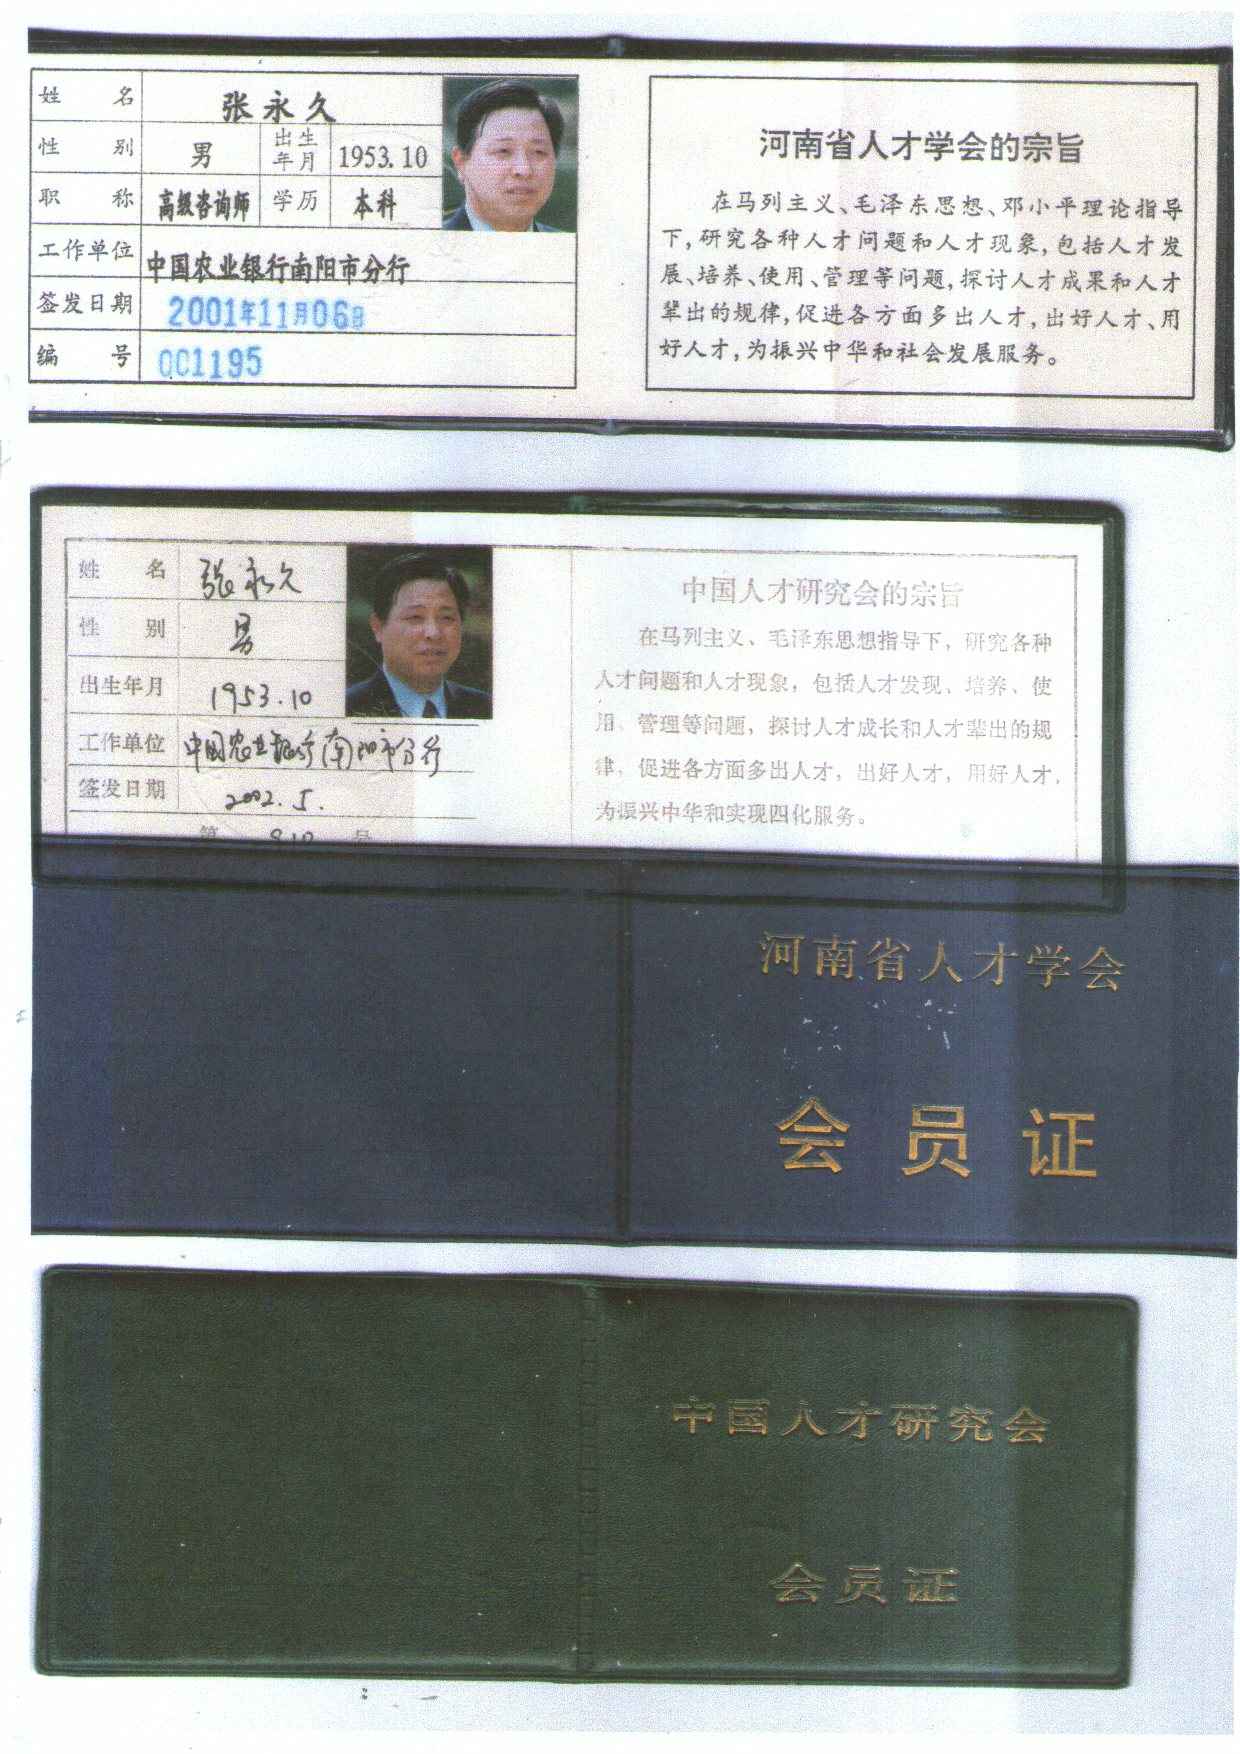 姓 名 张永久
性 别 男 出生年月 1953.10
职 称 高级咨询师 学历 本科
工作单位 中国农业银行南阳市分行
签发日期 2001年11月06日
编 号 001195
河南省人才学会的宗旨
在马列主义、毛泽东思想、邓小平理论指导
下,研究各种人才问题和人才现象,包括人才发
展、培养、使用、管理等问题,探讨人才成果和人才
辈出的规律,促进各方面多出人才,出好人才、用
好人才,为振兴中华和社会发展服务。
姓 名 张永久
性 别 男
出生年月 1953.10
工作单位 中国农业银行南阳市分行
签发日期 2002.5.
第 号
中国人才研究会的宗旨
在马列主义、毛泽东思想指导下，研究各种
人才问题和人才现象，包括人才发现、培养、使
用、管理等问题，探讨人才成长和人才辈出的规
律，促进各方面多出人才，出好人才，用好人才，
为振兴中华和实现四化服务。
河南省人才学会
会员证
中国人才研究会
会员证